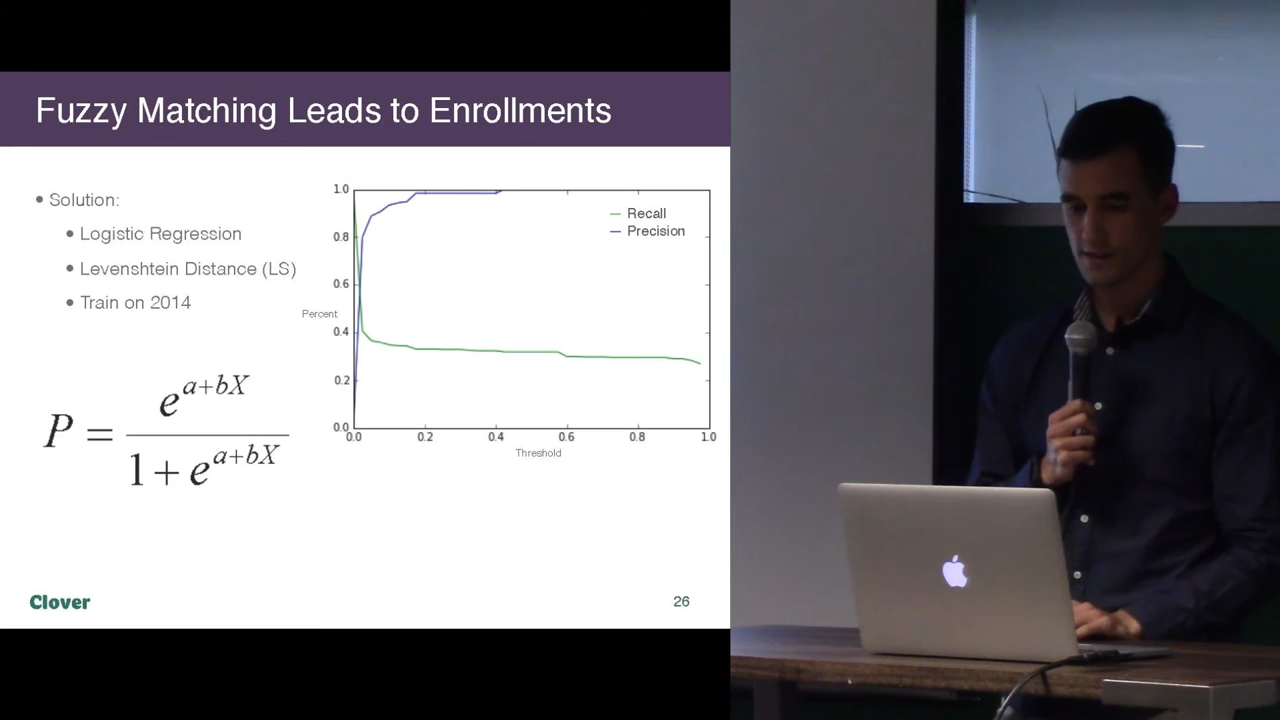 Fuzzy Matching Leads to Enrollments
• Solution:
• Logistic Regression
• Levenshtein Distance (LS)
• Train on 2014
P = e^{a+bX} / 1 + e^{a+bX}
1.0
0.8
0.6
Percent
0.4
0.2
0.0
0.0 0.2 0.4 0.6 0.8 1.0
Threshold
Recall
Precision
Clover
26